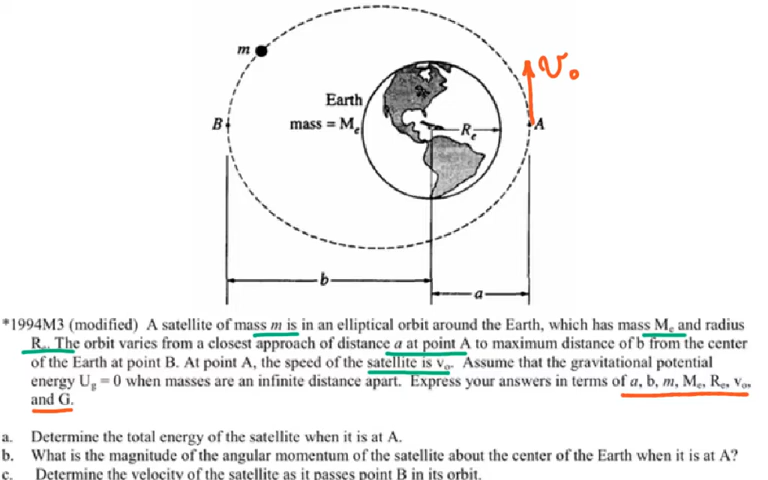 m
v₀
Earth
B
mass = Mₑ
Rₑ
A
b
a
*1994M3 (modified) A satellite of mass m is in an elliptical orbit around the Earth, which has mass Mₑ and radius
Rₑ. The orbit varies from a closest approach of distance a at point A to maximum distance of b from the center
of the Earth at point B. At point A, the speed of the satellite is vₒ. Assume that the gravitational potential
energy U_g = 0 when masses are an infinite distance apart. Express your answers in terms of a, b, m, Mₑ, Rₑ, vₒ,
and G.
a. Determine the total energy of the satellite when it is at A.
b. What is the magnitude of the angular momentum of the satellite about the center of the Earth when it is at A?
c. Determine the velocity of the satellite as it passes point B in its orbit.